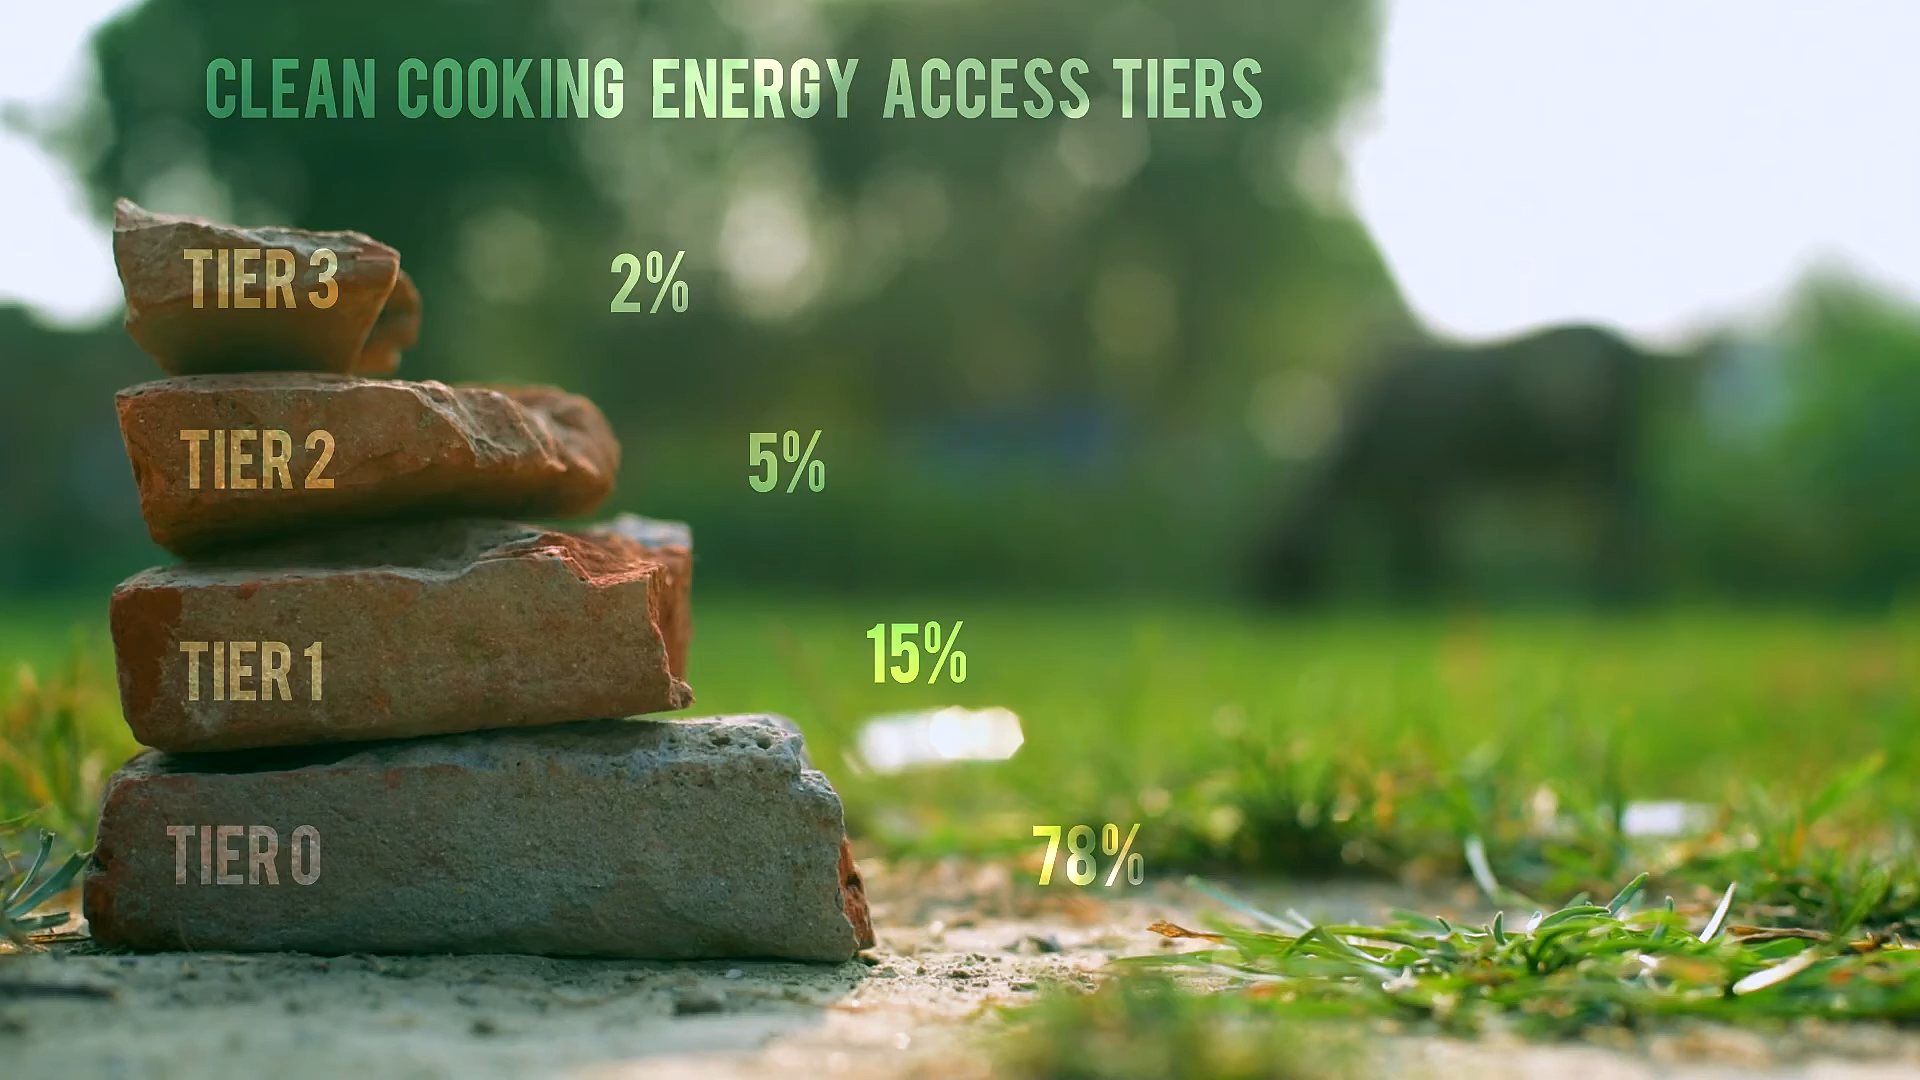 CLEAN COOKING ENERGY ACCESS TIERS
TIER 3 2%
TIER 2 5%
TIER 1 15%
TIER 0 78%